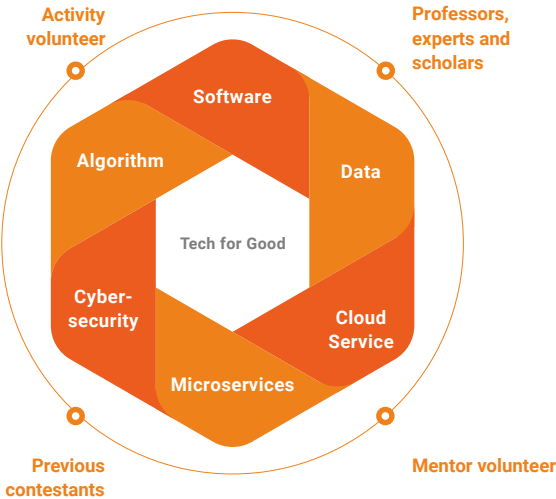 Activity
volunteer
Professors,
experts and
scholars
Software
Algorithm
Data
Tech for Good
Cyber-
security
Cloud
Service
Microservices
Previous
contestants
Mentor volunteer